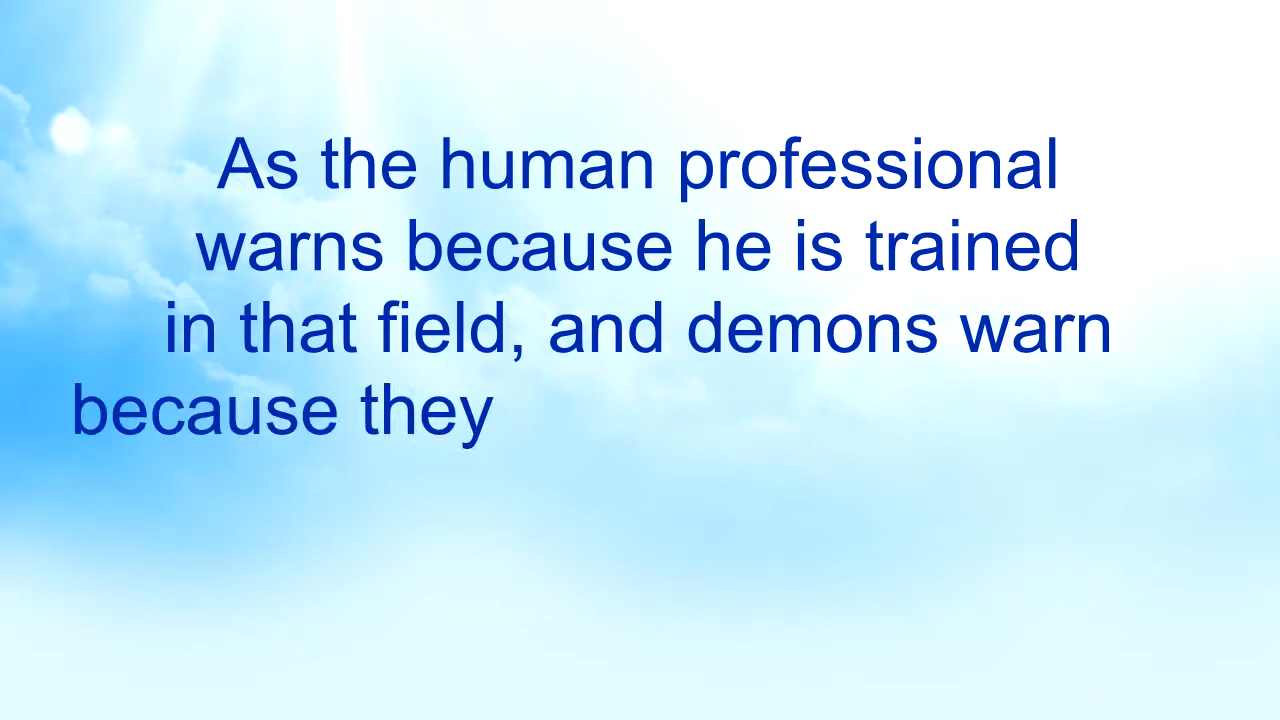 As the human professional
warns because he is trained
in that field, and demons warn
because they